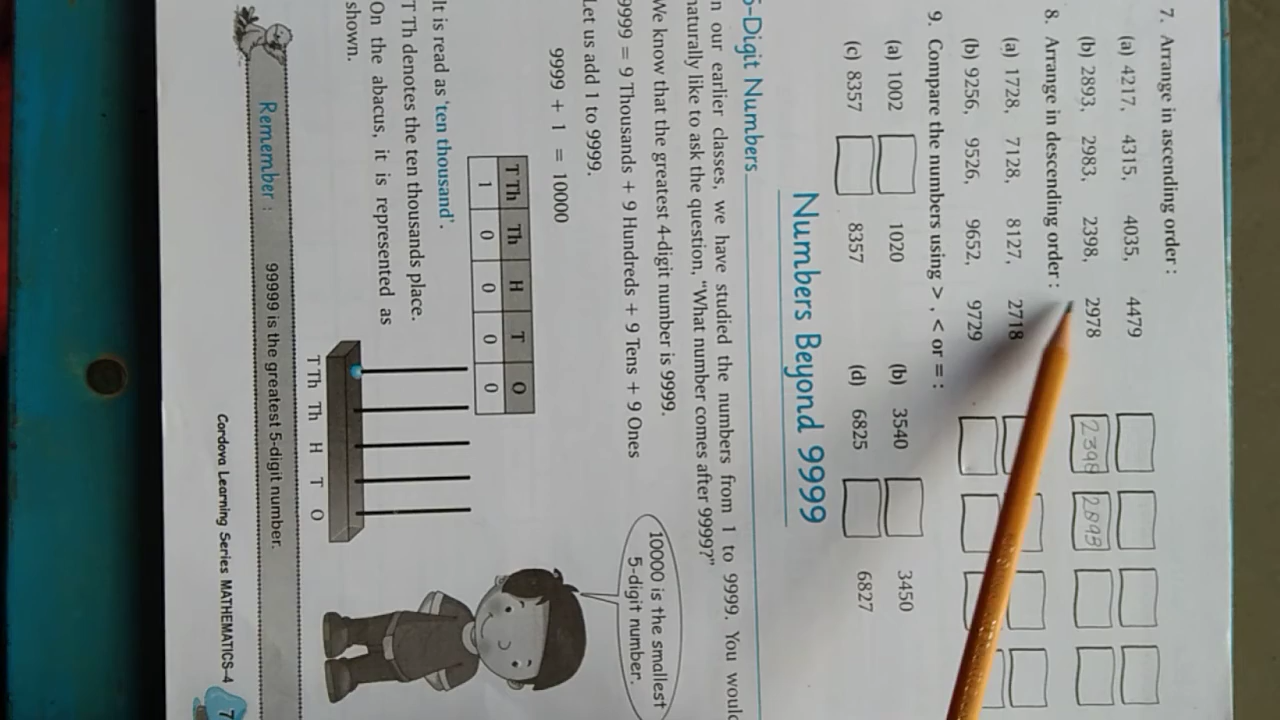 7. Arrange in ascending order :
(a) 4217, 4315, 4035, 4479
(b) 2893, 2983, 2398, 2978 2398 2893
8. Arrange in descending order :
(a) 1728, 7128, 8127, 2718
(b) 9256, 9526, 9652, 9729
9. Compare the numbers using > , < or = :
(a) 1002 1020 (b) 3540 3450
(c) 8357 8357 (d) 6825 6827
Numbers Beyond 9999
-Digit Numbers
n our earlier classes, we have studied the numbers from 1 to 9999. You would
naturally like to ask the question, "What number comes after 9999?"
We know that the greatest 4-digit number is 9999.
9999 = 9 Thousands + 9 Hundreds + 9 Tens + 9 Ones
Let us add 1 to 9999.
9999 + 1 = 10000
10000 is the smallest
5-digit number.
T Th Th H T O
1 0 0 0 0
It is read as 'ten thousand'.
T Th denotes the ten thousands place.
On the abacus, it is represented as
shown.
T Th Th H T O
Remember : 99999 is the greatest 5-digit number.
Cordova Learning Series MATHEMATICS-4 7